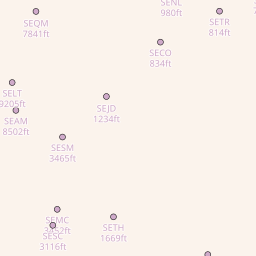 SENL
980ft
SETR
814ft
SEQM
7841ft
SECO
834ft
SELT
9205ft
SEJD
1234ft
SEAM
8502ft
SESM
3465ft
SEMC
3452ft
SETH
1669ft
SESC
3116ft